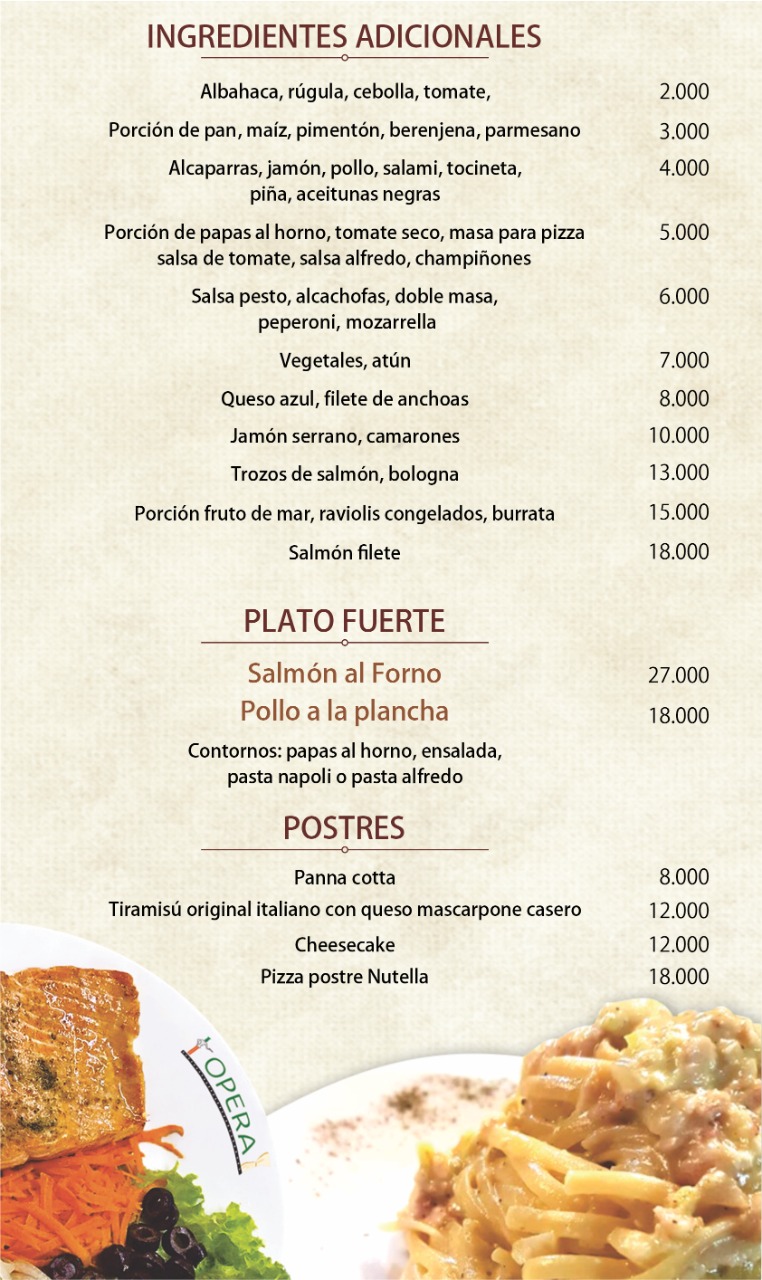 INGREDIENTES ADICIONALES
Albahaca, rúgula, cebolla, tomate, 2.000
Porción de pan, maíz, pimentón, berenjena, parmesano 3.000
Alcaparras, jamón, pollo, salami, tocineta, 4.000
piña, aceitunas negras
Porción de papas al horno, tomate seco, masa para pizza 5.000
salsa de tomate, salsa alfredo, champiñones
Salsa pesto, alcachofas, doble masa, 6.000
peperoni, mozarrella
Vegetales, atún 7.000
Queso azul, filete de anchoas 8.000
Jamón serrano, camarones 10.000
Trozos de salmón, bologna 13.000
Porción fruto de mar, raviolis congelados, burrata 15.000
Salmón filete 18.000
PLATO FUERTE
Salmón al Forno 27.000
Pollo a la plancha 18.000
Contornos: papas al horno, ensalada,
pasta napoli o pasta alfredo
POSTRES
Panna cotta 8.000
Tiramisú original italiano con queso mascarpone casero 12.000
Cheesecake 12.000
Pizza postre Nutella 18.000
OPERA